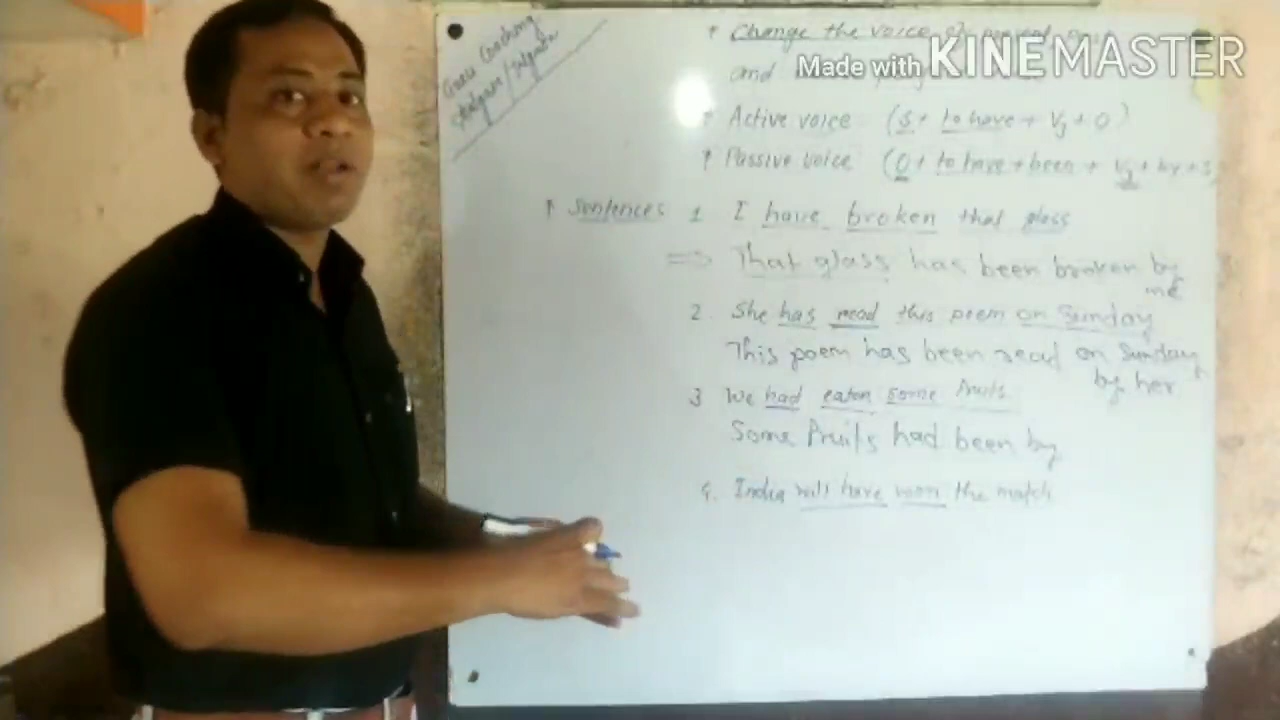 Coaching
Change the voice of
and
Made with KINEMASTER
Active voice (S + to have + V3 + O)
Passive voice (O + to have + been + V3 + by + S
Sentences 1 I have broken that glass
⇒ That glass has been broken by
me
2. She has read this poem on Sunday
This poem has been read on Sunday
by her
3 We had eaten some fruits.
Some fruits had been by
4. India will have won the match